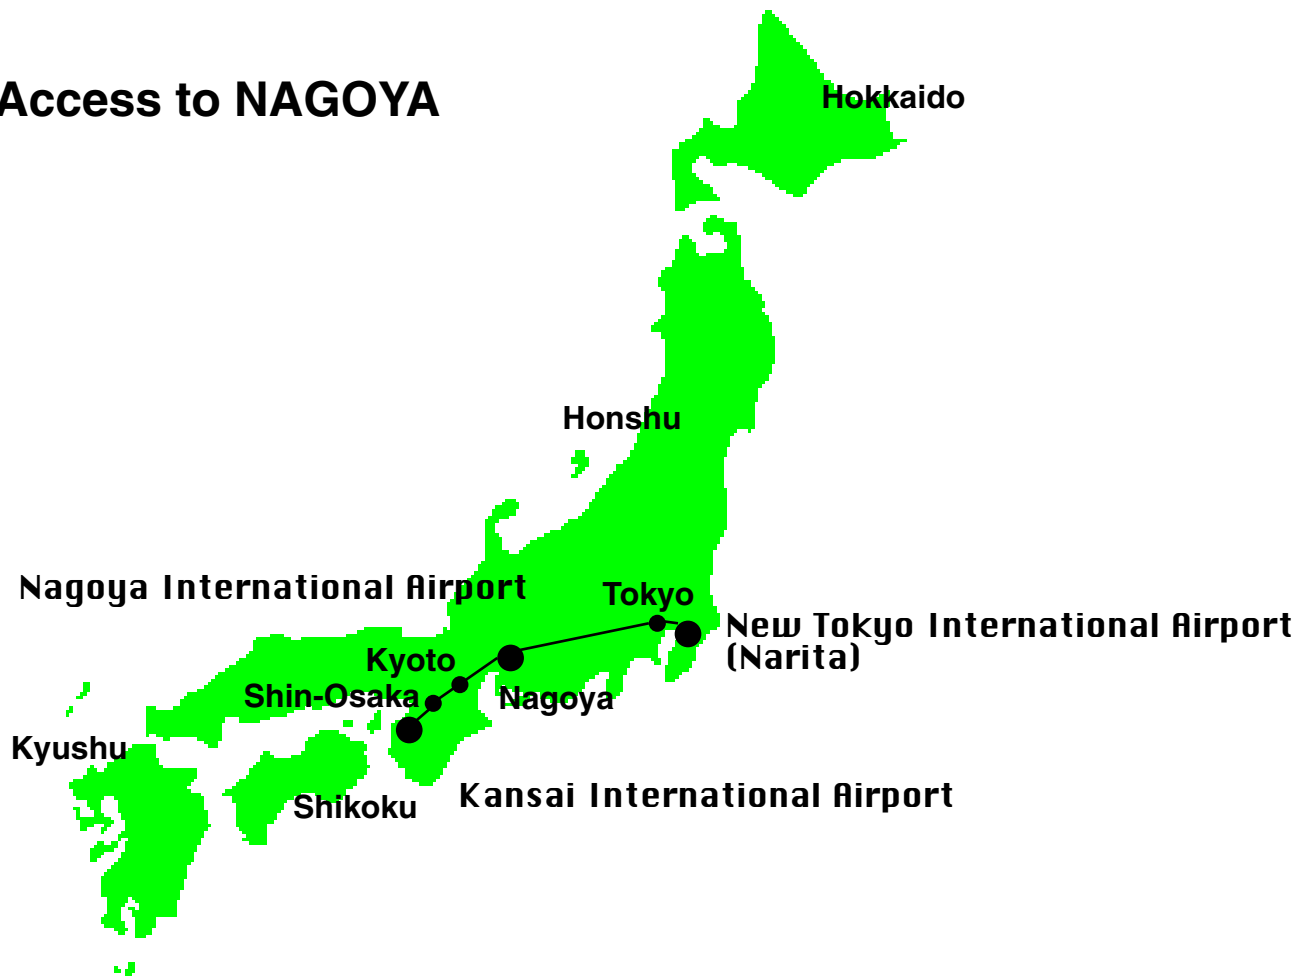 Access to NAGOYA
Hokkaido
Honshu
Nagoya International Airport
Tokyo
New Tokyo International Airport
(Narita)
Kyoto
Shin-Osaka
Nagoya
Kyushu
Kansai International Airport
Shikoku